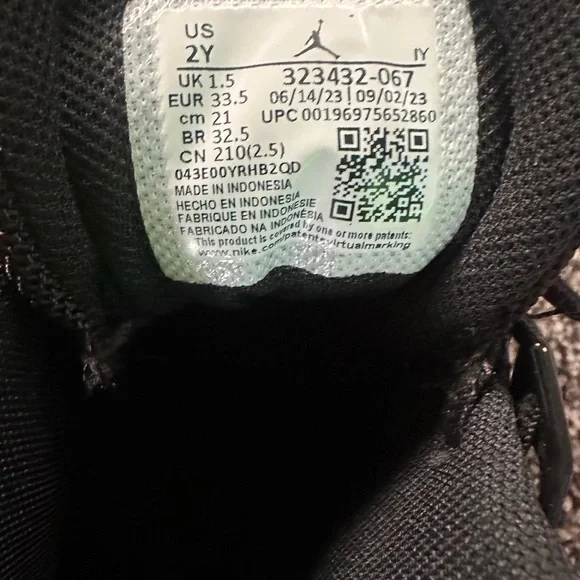 US
2Y
IY
UK 1.5
323432-067
EUR 33.5
06/14/23 | 09/02/23
cm 21
UPC 00196975652860
BR 32.5
CN 210(2.5)
043E00YRHB2QD
MADE IN INDONESIA
HECHO EN INDONESIA
FABRIQUE EN INDONESIE
FABRICADO NA INDONÉSIA
This product is covered by one or more patents:
www.nike.com/patentsvirtualmarking